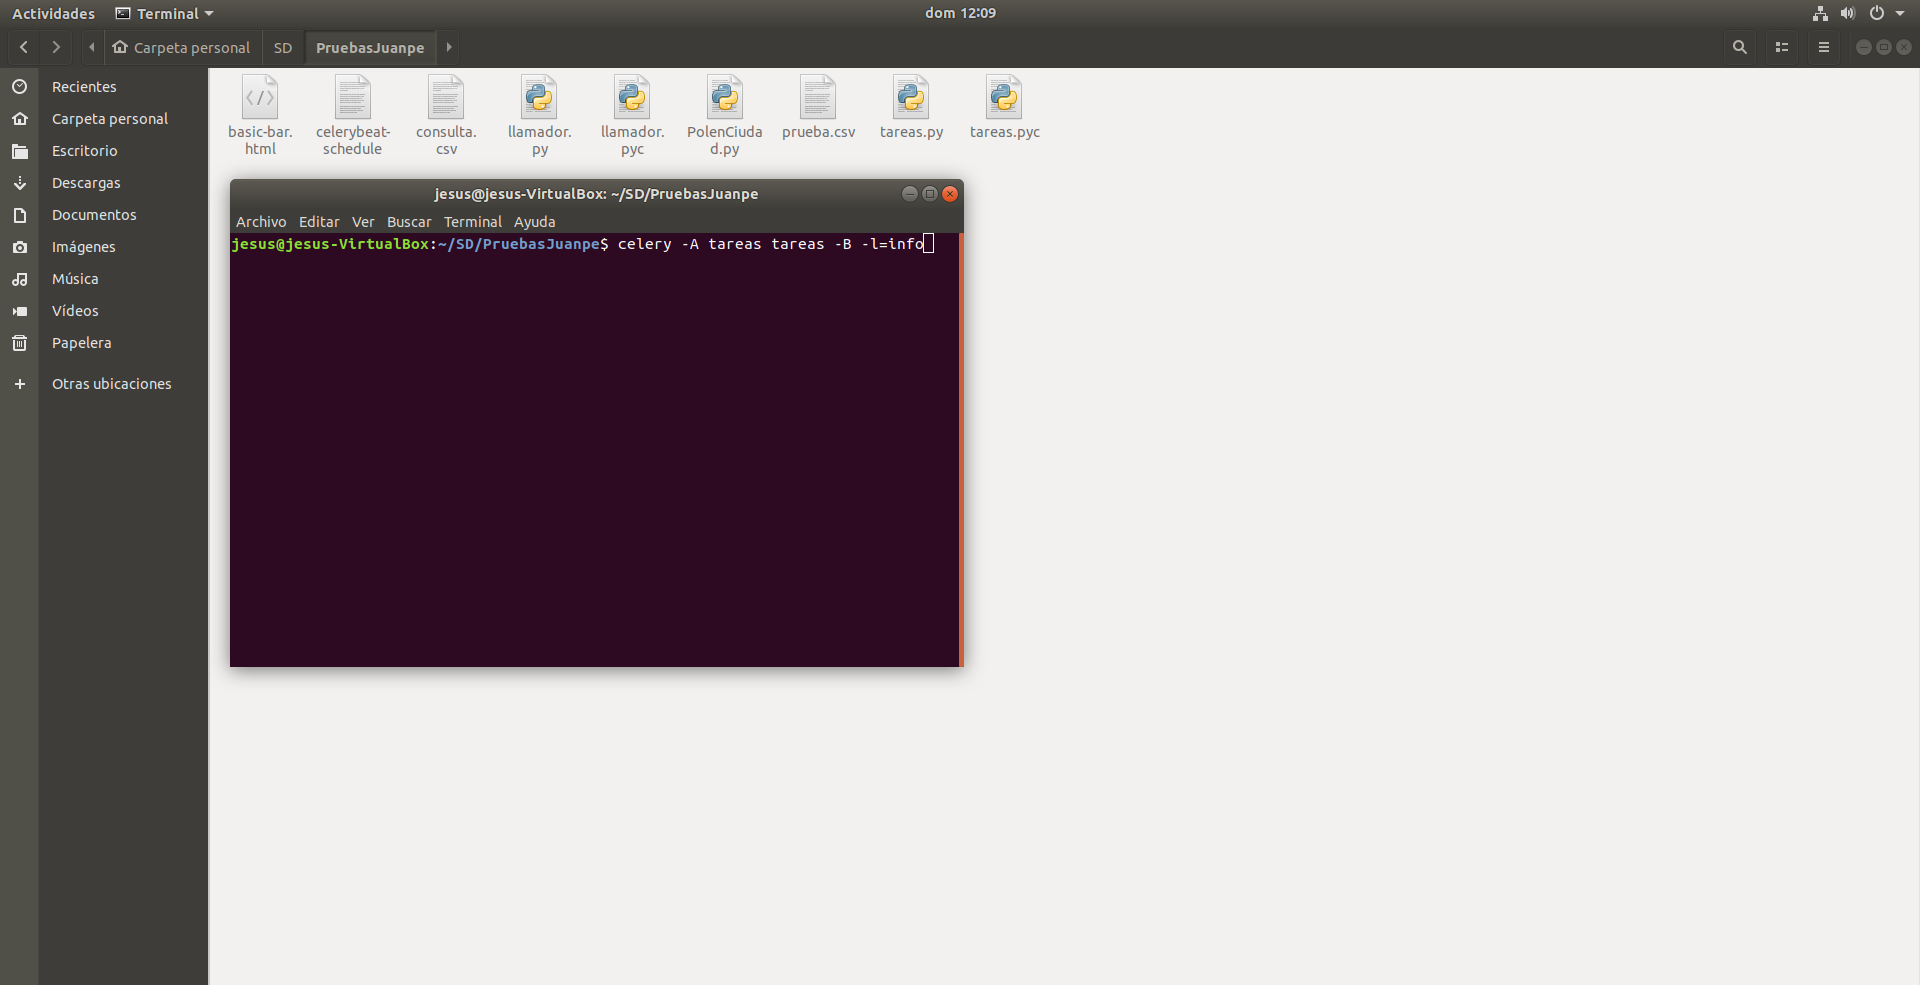 Actividades Terminal dom 12:09
Carpeta personal SD PruebasJuanpe
Recientes
Carpeta personal
Escritorio
Descargas
Documentos
Imágenes
Música
Vídeos
Papelera
Otras ubicaciones
basic-bar.
html
celerybeat-
schedule
consulta.
csv
llamador.
py
llamador.
pyc
PolenCiuda
d.py
prueba.csv
tareas.py
tareas.pyc
jesus@jesus-VirtualBox: ~/SD/PruebasJuanpe
Archivo Editar Ver Buscar Terminal Ayuda
jesus@jesus-VirtualBox:~/SD/PruebasJuanpe$ celery -A tareas tareas -B -l=info